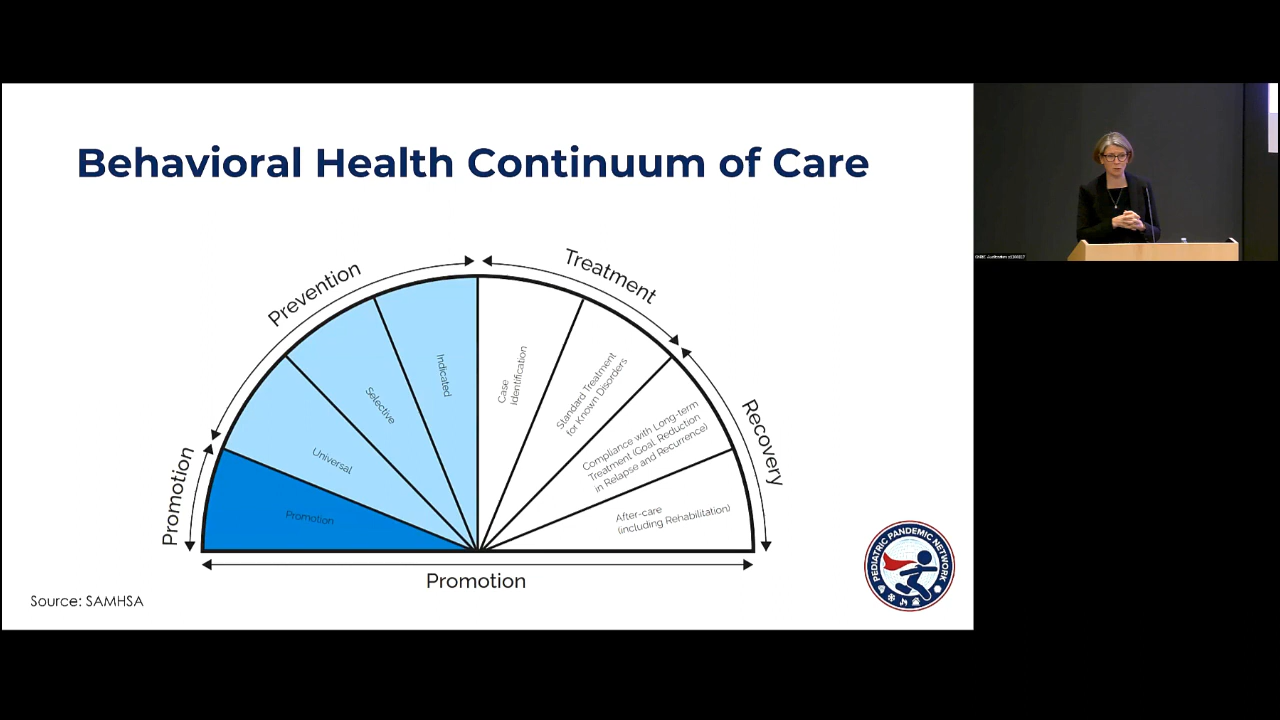 Behavioral Health Continuum of Care
Prevention
Treatment
Recovery
Promotion
Promotion
Universal
Selective
Indicated
Case
Identification
Standard Treatment
for Known Disorders
Compliance with Long-term
Treatment (Goal, Reduction
in Relapse and Recurrence)
After-care
(including Rehabilitation)
Promotion
Source: SAMHSA
PEDIATRIC PANDEMIC NETWORK